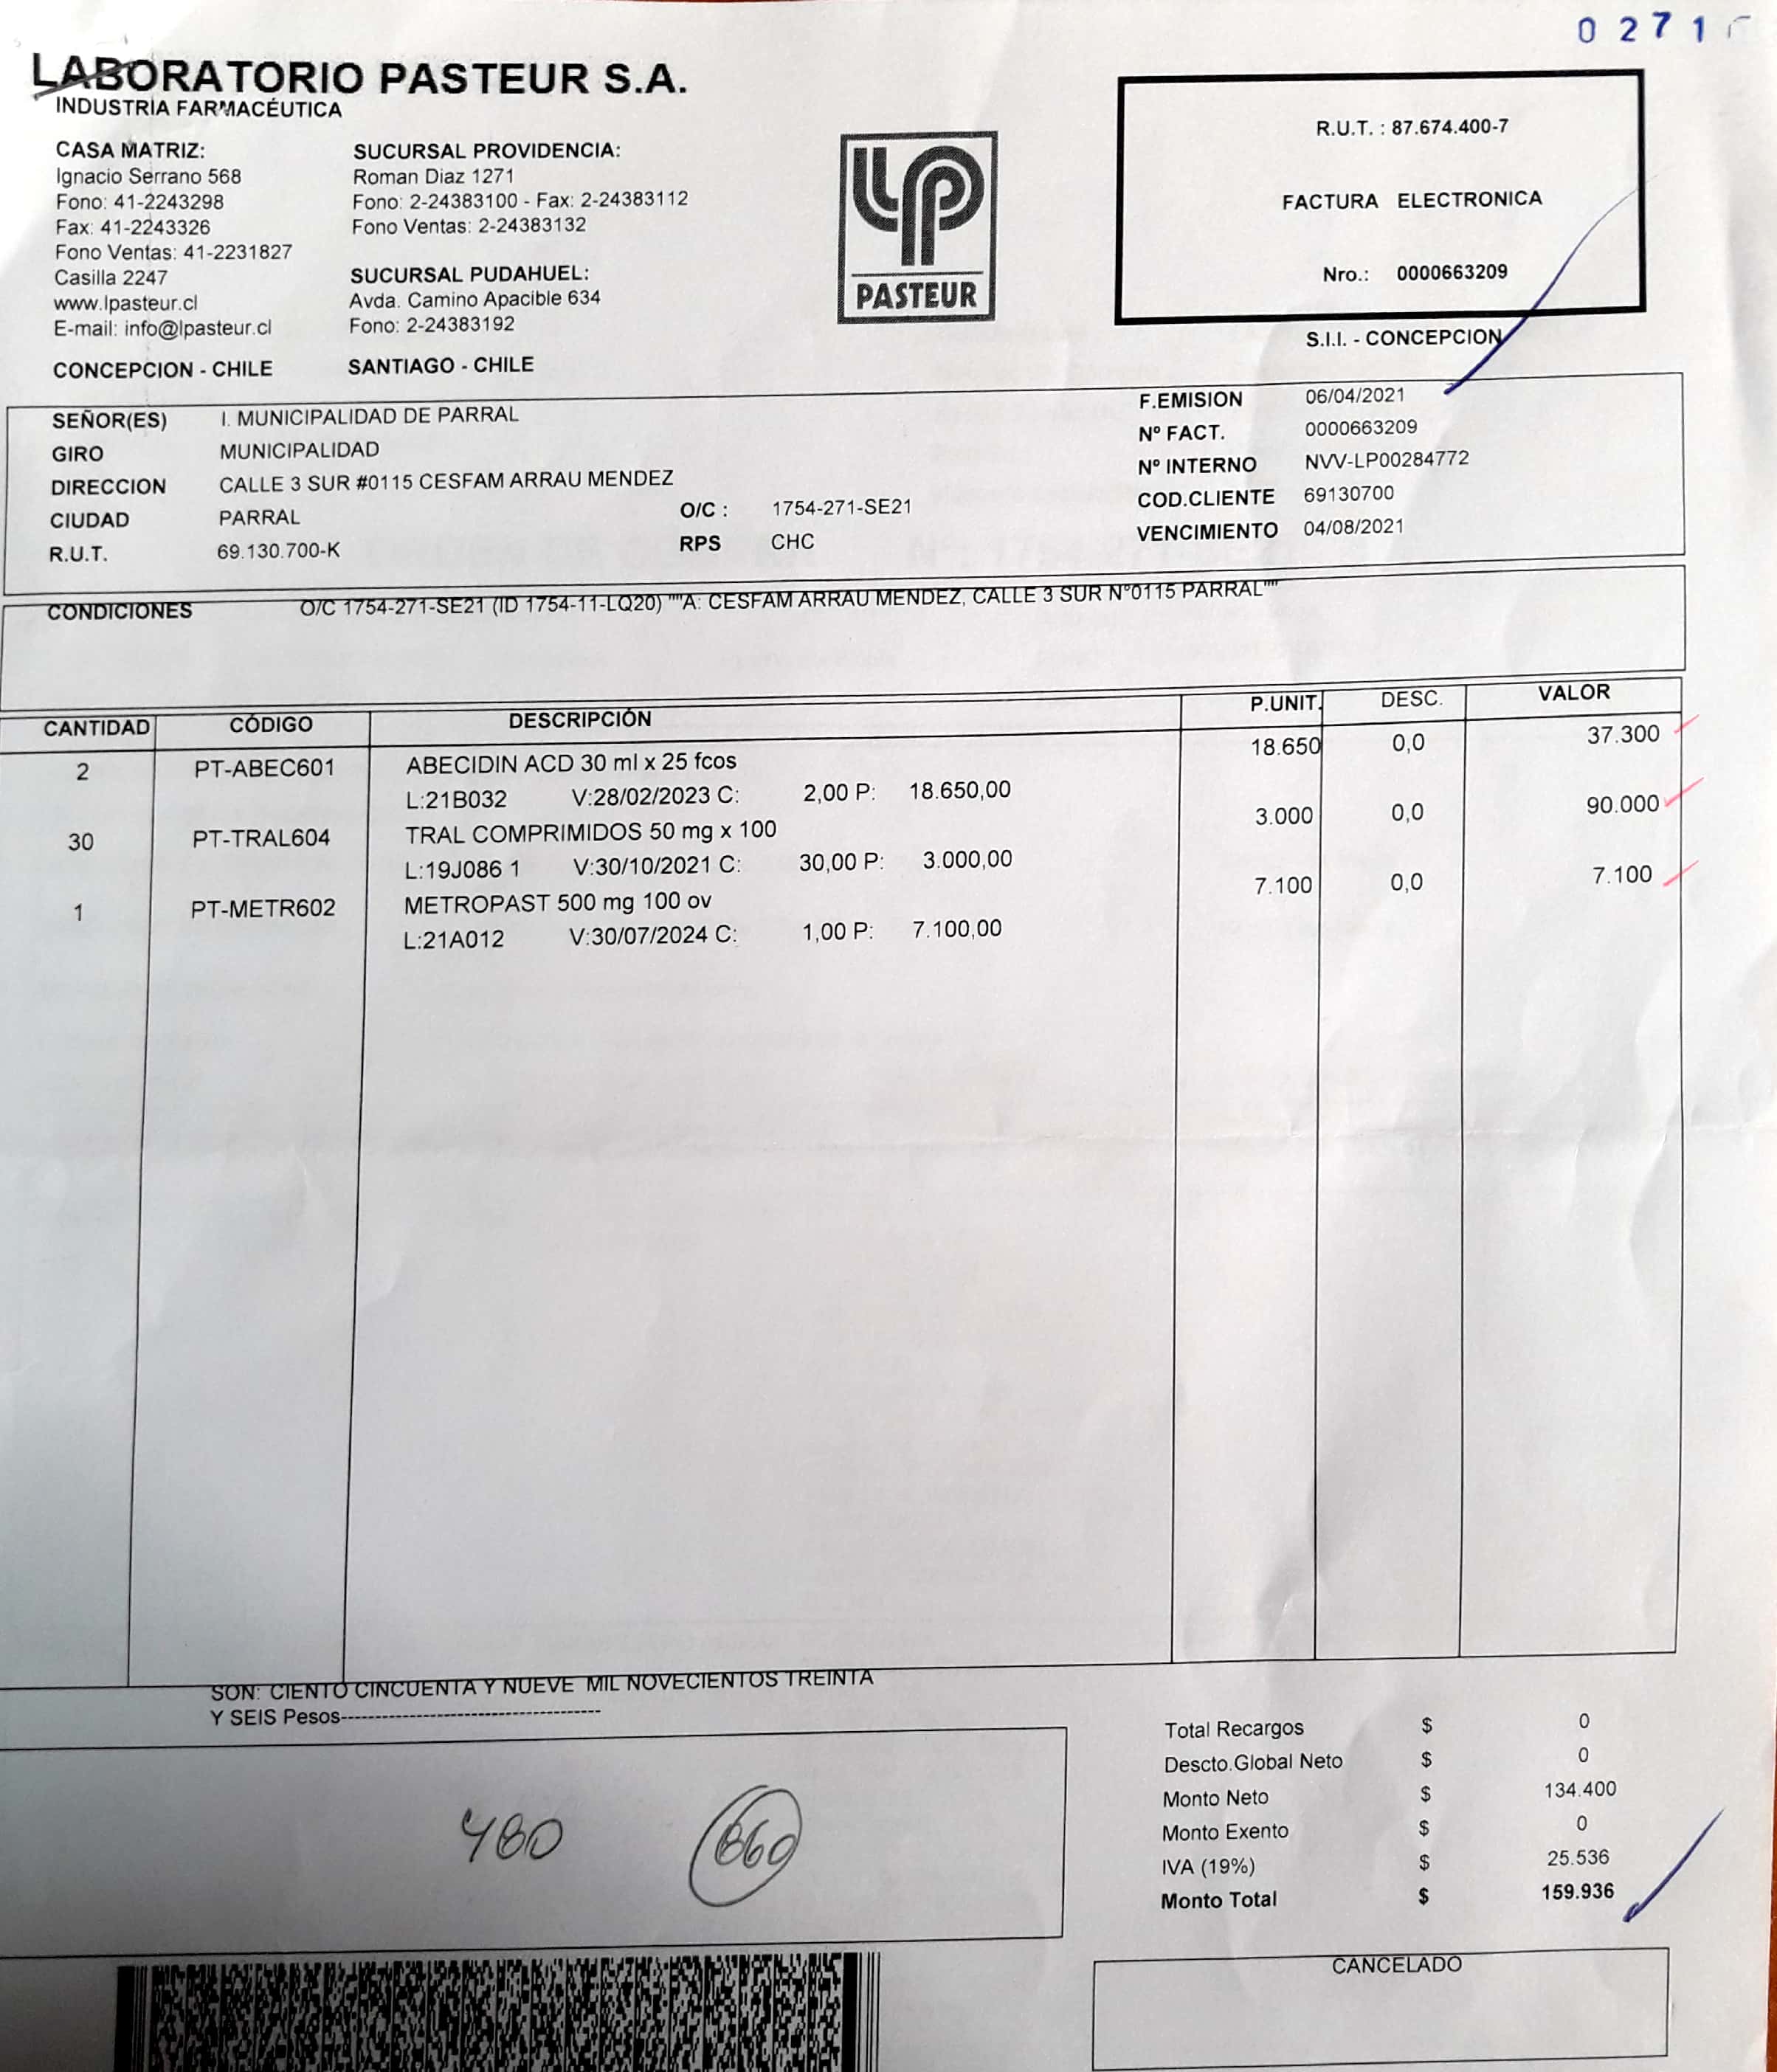 0 2 7 1
LABORATORIO PASTEUR S.A.
INDUSTRIA FARMACÉUTICA
CASA MATRIZ:
Ignacio Serrano 568
Fono: 41-2243298
Fax: 41-2243326
Fono Ventas: 41-2231827
Casilla 2247
www.lpasteur.cl
E-mail: info@lpasteur.cl
CONCEPCION - CHILE
SUCURSAL PROVIDENCIA:
Roman Diaz 1271
Fono: 2-24383100 - Fax: 2-24383112
Fono Ventas: 2-24383132
SUCURSAL PUDAHUEL:
Avda. Camino Apacible 634
Fono: 2-24383192
SANTIAGO - CHILE
LP
PASTEUR
R.U.T. : 87.674.400-7
FACTURA ELECTRONICA
Nro.: 0000663209
S.I.I. - CONCEPCION
SEÑOR(ES) I. MUNICIPALIDAD DE PARRAL
GIRO MUNICIPALIDAD
DIRECCION CALLE 3 SUR #0115 CESFAM ARRAU MENDEZ
CIUDAD PARRAL O/C : 1754-271-SE21
R.U.T. 69.130.700-K RPS CHC
F.EMISION 06/04/2021
Nº FACT. 0000663209
Nº INTERNO NVV-LP00284772
COD.CLIENTE 69130700
VENCIMIENTO 04/08/2021
CONDICIONES O/C 1754-271-SE21 (ID 1754-11-LQ20) ""A: CESFAM ARRAU MENDEZ, CALLE 3 SUR N°0115 PARRAL""
CANTIDAD CÓDIGO DESCRIPCIÓN P.UNIT. DESC. VALOR
2 PT-ABEC601 ABECIDIN ACD 30 ml x 25 fcos 18.650 0,0 37.300
L:21B032 V:28/02/2023 C: 2,00 P: 18.650,00
30 PT-TRAL604 TRAL COMPRIMIDOS 50 mg x 100 3.000 0,0 90.000
L:19J086 1 V:30/10/2021 C: 30,00 P: 3.000,00
1 PT-METR602 METROPAST 500 mg 100 ov 7.100 0,0 7.100
L:21A012 V:30/07/2024 C: 1,00 P: 7.100,00
SON: CIENTO CINCUENTA Y NUEVE MIL NOVECIENTOS TREINTA
Y SEIS Pesos--------------------------------------
Total Recargos $ 0
Descto.Global Neto $ 0
Monto Neto $ 134.400
Monto Exento $ 0
IVA (19%) $ 25.536
Monto Total $ 159.936
480 860
CANCELADO